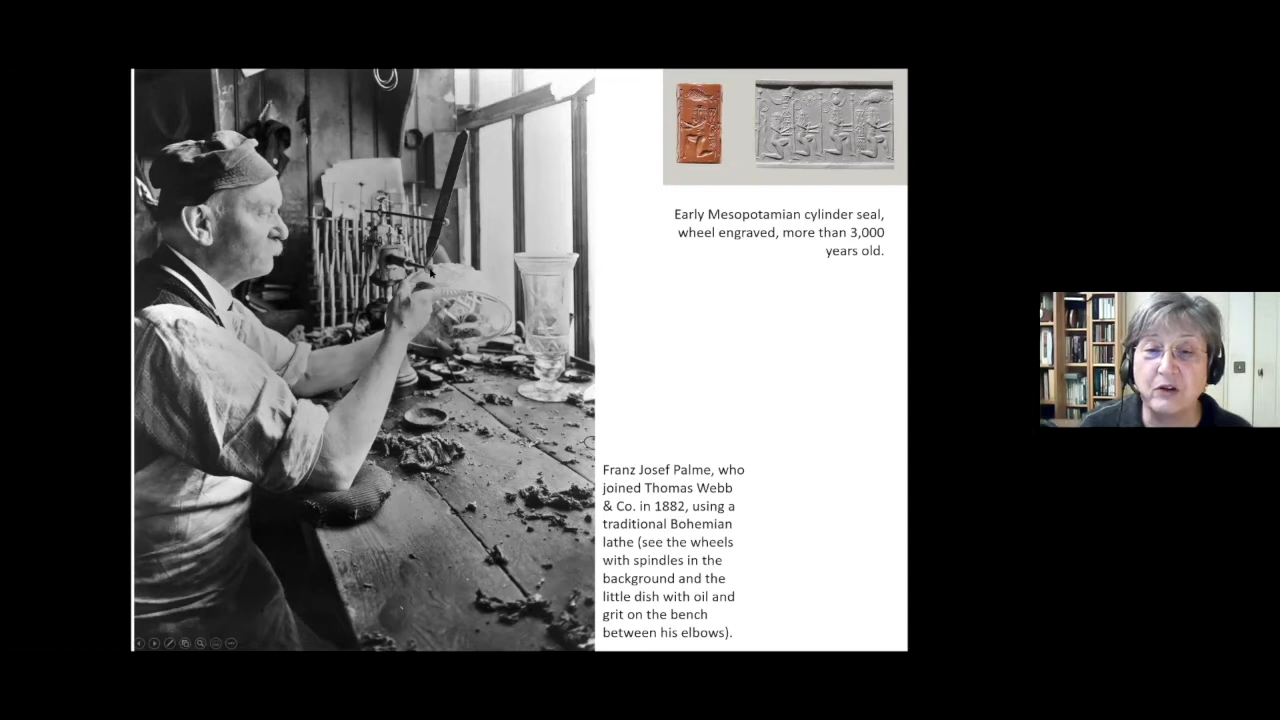 Early Mesopotamian cylinder seal,
wheel engraved, more than 3,000
years old.
Franz Josef Palme, who
joined Thomas Webb
& Co. in 1882, using a
traditional Bohemian
lathe (see the wheels
with spindles in the
background and the
little dish with oil and
grit on the bench
between his elbows).